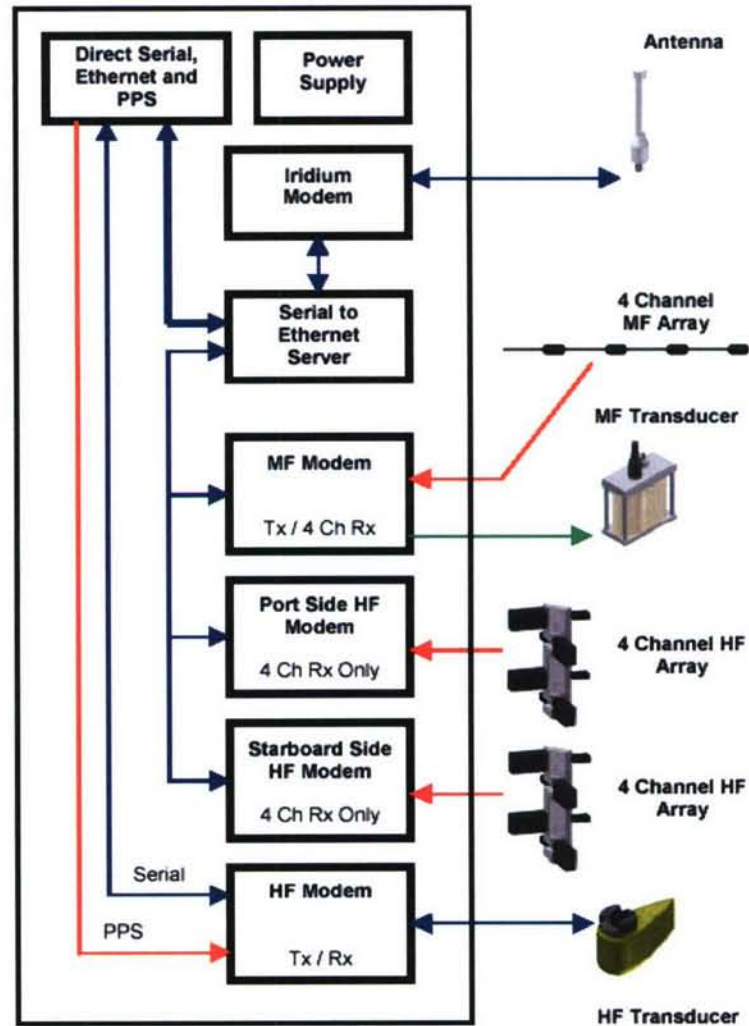 Direct Serial,
Ethernet and
PPS
Power
Supply
Antenna
Iridium
Modem
Serial to
Ethernet
Server
4 Channel
MF Array
MF Transducer
MF Modem
Tx / 4 Ch Rx
Port Side HF
Modem
4 Ch Rx Only
4 Channel HF
Array
Starboard Side
HF Modem
4 Ch Rx Only
4 Channel HF
Array
Serial
PPS
HF Modem
Tx / Rx
HF Transducer